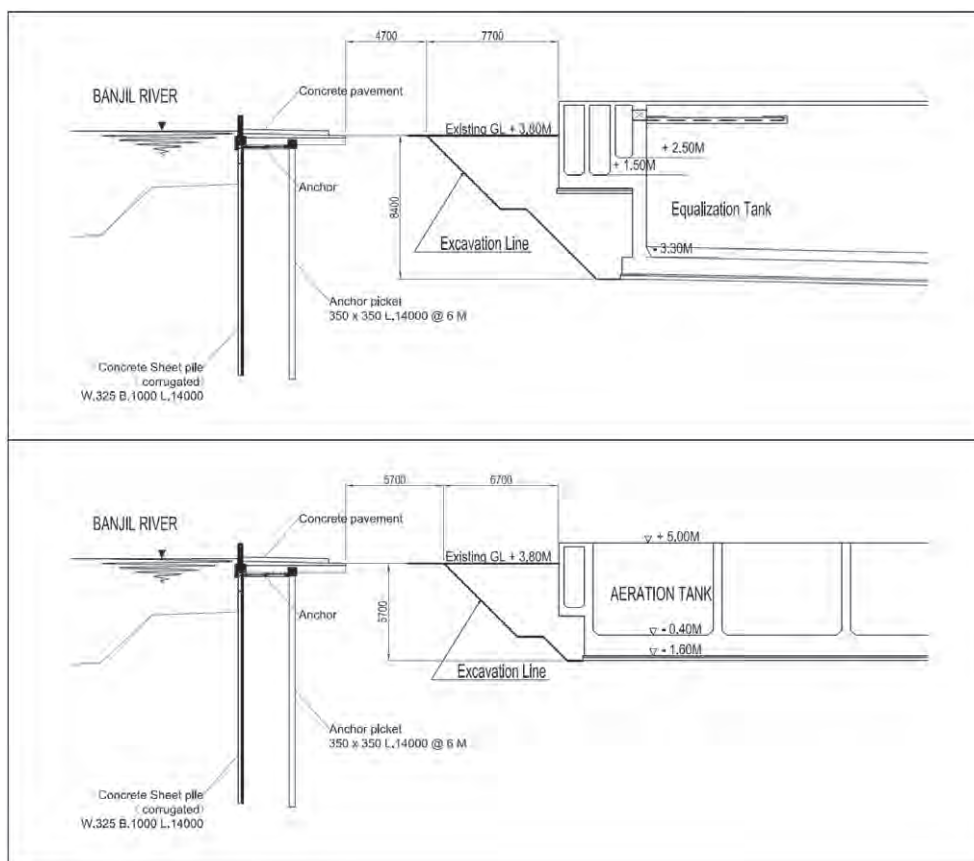 4700
7700
BANJIL RIVER
Concrete pavement
Existing GL + 3,80M
+ 2.50M
+ 1.50M
Anchor
8400
Equalization Tank
Excavation Line
- 3.30M
Anchor picket
350 x 350 L.14000 @ 6 M
Concrete Sheet pile
( corrugated)
W.325 B.1000 L.14000
5700
6700
BANJIL RIVER
Concrete pavement
+ 5,00M
Existing GL + 3,80M
AERATION TANK
Anchor
5700
- 0.40M
- 1.60M
Excavation Line
Anchor picket
350 x 350 L.14000 @ 6 M
Concrete Sheet pile
( corrugated)
W.325 B.1000 L.14000